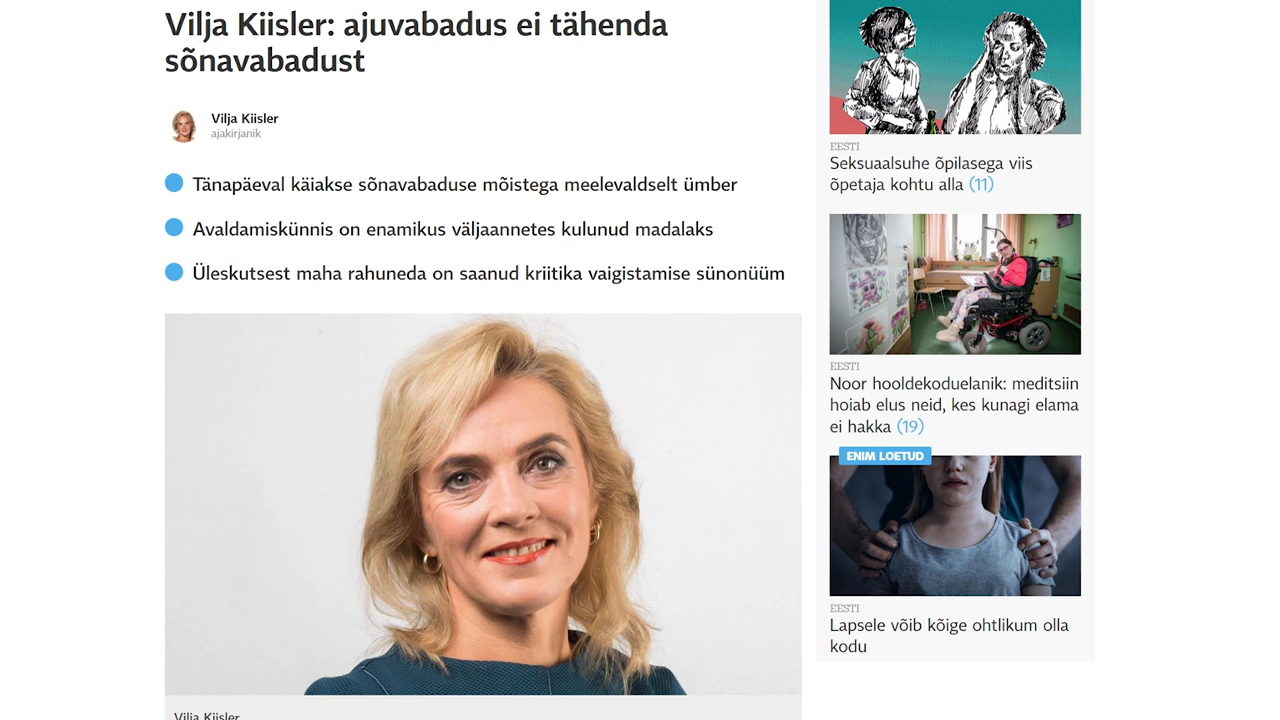 Vilja Kiisler: ajuvabadus ei tähenda
sõnavabadust
Vilja Kiisler
ajakirjanik
Tänapäeval käiakse sõnavabaduse mõistega meelevaldselt ümber
Avaldamiskünnis on enamikus väljaannetes kulunud madalaks
Üleskutsest maha rahuneda on saanud kriitika vaigistamise sünonüüm
Vilja Kiisler
EESTI
Seksuaalsuhe õpilasega viis
õpetaja kohtu alla (11)
EESTI
Noor hooldekoduelanik: meditsiin
hoiab elus neid, kes kunagi elama
ei hakka (19)
ENIM LOETUD
EESTI
Lapsele võib kõige ohtlikum olla
kodu